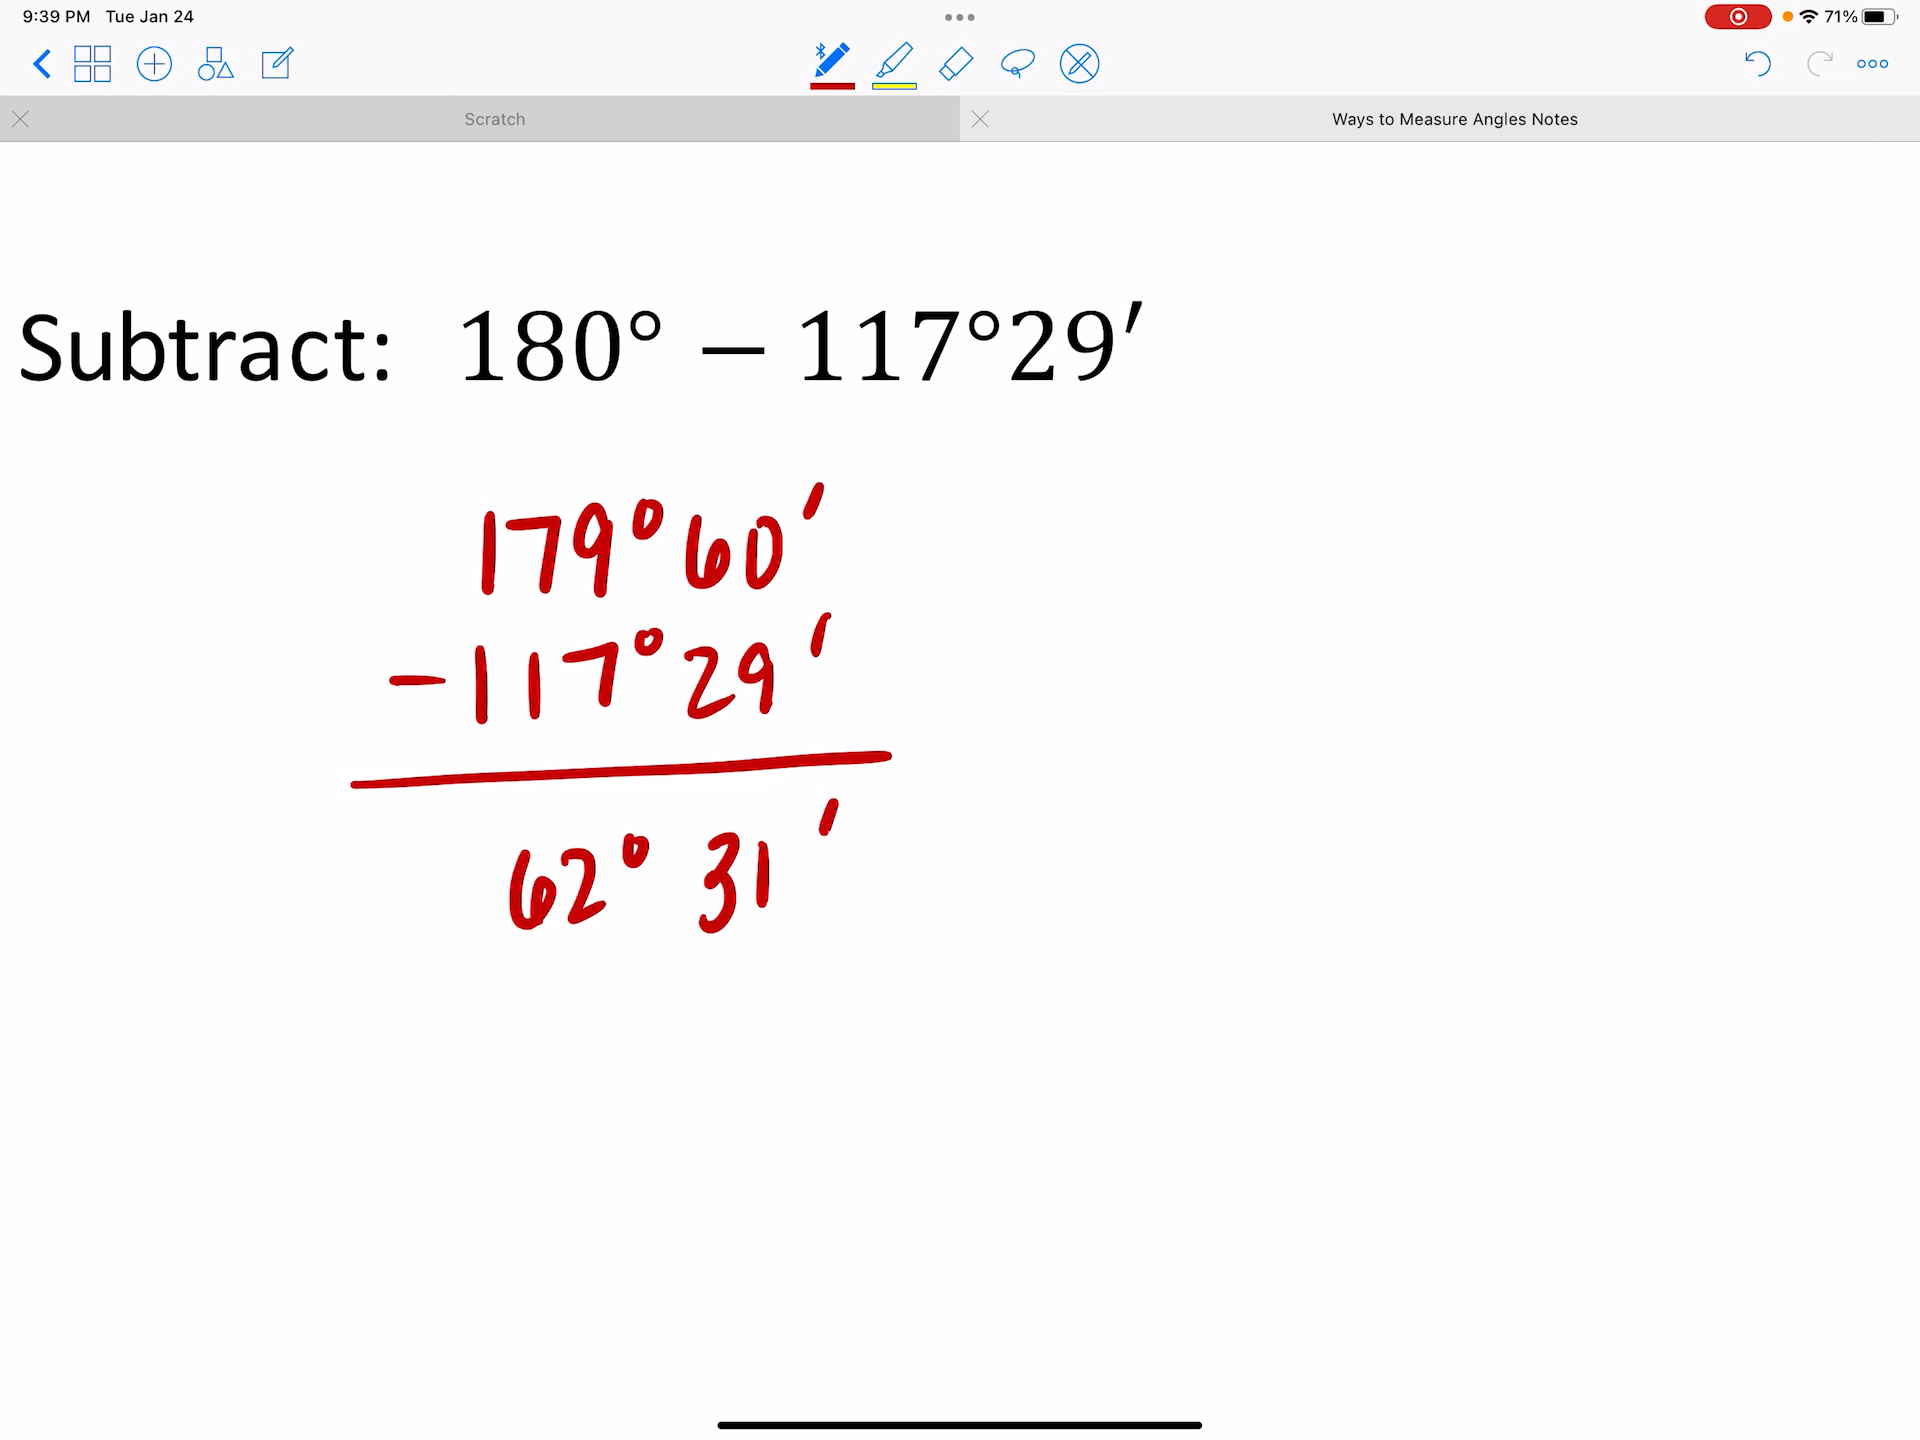 9:39 PM Tue Jan 24
71%
Scratch
Ways to Measure Angles Notes
Subtract: 180° − 117°29′
179°60′
−117°29′
62°31′